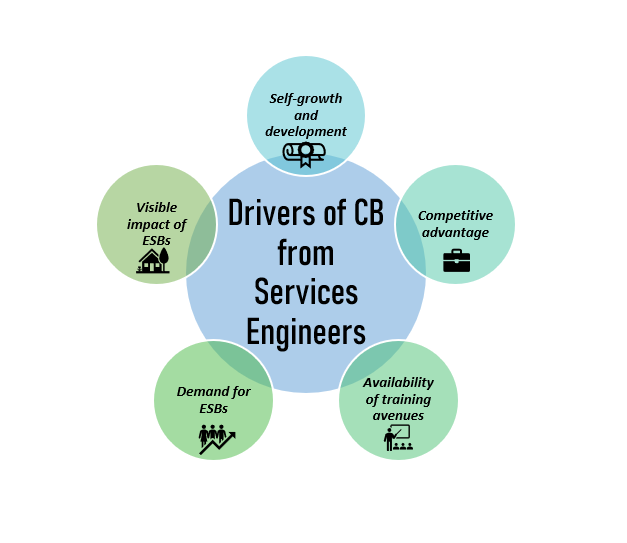 Self-growth
and
development
Visible
impact of
ESBs
Drivers of CB
from
Services
Engineers
Competitive
advantage
Demand for
ESBs
Availability
of training
avenues